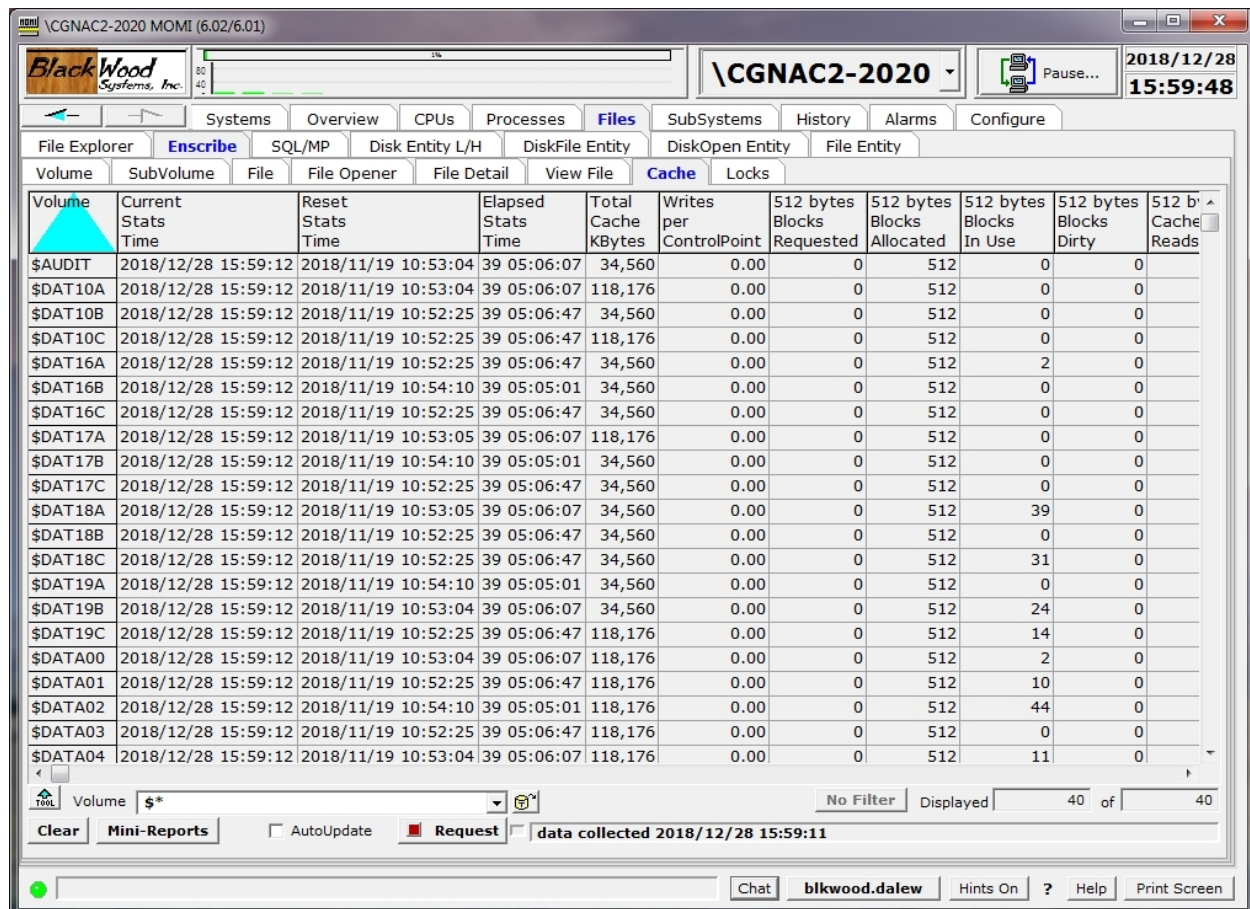 MOMI \CGNAC2-2020 MOMI (6.02/6.01)
BlackWood
Systems, Inc.
80
40
1%
\CGNAC2-2020
Pause...
2018/12/28
15:59:48
Systems Overview CPUs Processes Files SubSystems History Alarms Configure
File Explorer Enscribe SQL/MP Disk Entity L/H DiskFile Entity DiskOpen Entity File Entity
Volume SubVolume File File Opener File Detail View File Cache Locks
Volume Current Reset Elapsed Total Writes 512 bytes 512 bytes 512 bytes 512 bytes 512 by
Stats Stats Stats Cache per Blocks Blocks Blocks Blocks Cache
Time Time Time KBytes ControlPoint Requested Allocated In Use Dirty Reads
$AUDIT 2018/12/28 15:59:12 2018/11/19 10:53:04 39 05:06:07 34,560 0.00 0 512 0 0
$DAT10A 2018/12/28 15:59:12 2018/11/19 10:53:04 39 05:06:07 118,176 0.00 0 512 0 0
$DAT10B 2018/12/28 15:59:12 2018/11/19 10:52:25 39 05:06:47 34,560 0.00 0 512 0 0
$DAT10C 2018/12/28 15:59:12 2018/11/19 10:52:25 39 05:06:47 118,176 0.00 0 512 0 0
$DAT16A 2018/12/28 15:59:12 2018/11/19 10:52:25 39 05:06:47 34,560 0.00 0 512 2 0
$DAT16B 2018/12/28 15:59:12 2018/11/19 10:54:10 39 05:05:01 34,560 0.00 0 512 0 0
$DAT16C 2018/12/28 15:59:12 2018/11/19 10:52:25 39 05:06:47 34,560 0.00 0 512 0 0
$DAT17A 2018/12/28 15:59:12 2018/11/19 10:53:05 39 05:06:07 118,176 0.00 0 512 0 0
$DAT17B 2018/12/28 15:59:12 2018/11/19 10:54:10 39 05:05:01 34,560 0.00 0 512 0 0
$DAT17C 2018/12/28 15:59:12 2018/11/19 10:52:25 39 05:06:47 34,560 0.00 0 512 0 0
$DAT18A 2018/12/28 15:59:12 2018/11/19 10:53:05 39 05:06:07 34,560 0.00 0 512 39 0
$DAT18B 2018/12/28 15:59:12 2018/11/19 10:52:25 39 05:06:47 34,560 0.00 0 512 0 0
$DAT18C 2018/12/28 15:59:12 2018/11/19 10:52:25 39 05:06:47 34,560 0.00 0 512 31 0
$DAT19A 2018/12/28 15:59:12 2018/11/19 10:54:10 39 05:05:01 34,560 0.00 0 512 0 0
$DAT19B 2018/12/28 15:59:12 2018/11/19 10:53:04 39 05:06:07 34,560 0.00 0 512 24 0
$DAT19C 2018/12/28 15:59:12 2018/11/19 10:52:25 39 05:06:47 118,176 0.00 0 512 14 0
$DATA00 2018/12/28 15:59:12 2018/11/19 10:53:04 39 05:06:07 118,176 0.00 0 512 2 0
$DATA01 2018/12/28 15:59:12 2018/11/19 10:52:25 39 05:06:47 118,176 0.00 0 512 10 0
$DATA02 2018/12/28 15:59:12 2018/11/19 10:54:10 39 05:05:01 118,176 0.00 0 512 44 0
$DATA03 2018/12/28 15:59:12 2018/11/19 10:52:25 39 05:06:47 118,176 0.00 0 512 0 0
$DATA04 2018/12/28 15:59:12 2018/11/19 10:53:04 39 05:06:07 118,176 0.00 0 512 11 0
TOOL Volume $* No Filter Displayed 40 of 40
Clear Mini-Reports AutoUpdate Request data collected 2018/12/28 15:59:11
Chat blkwood.dalew Hints On ? Help Print Screen